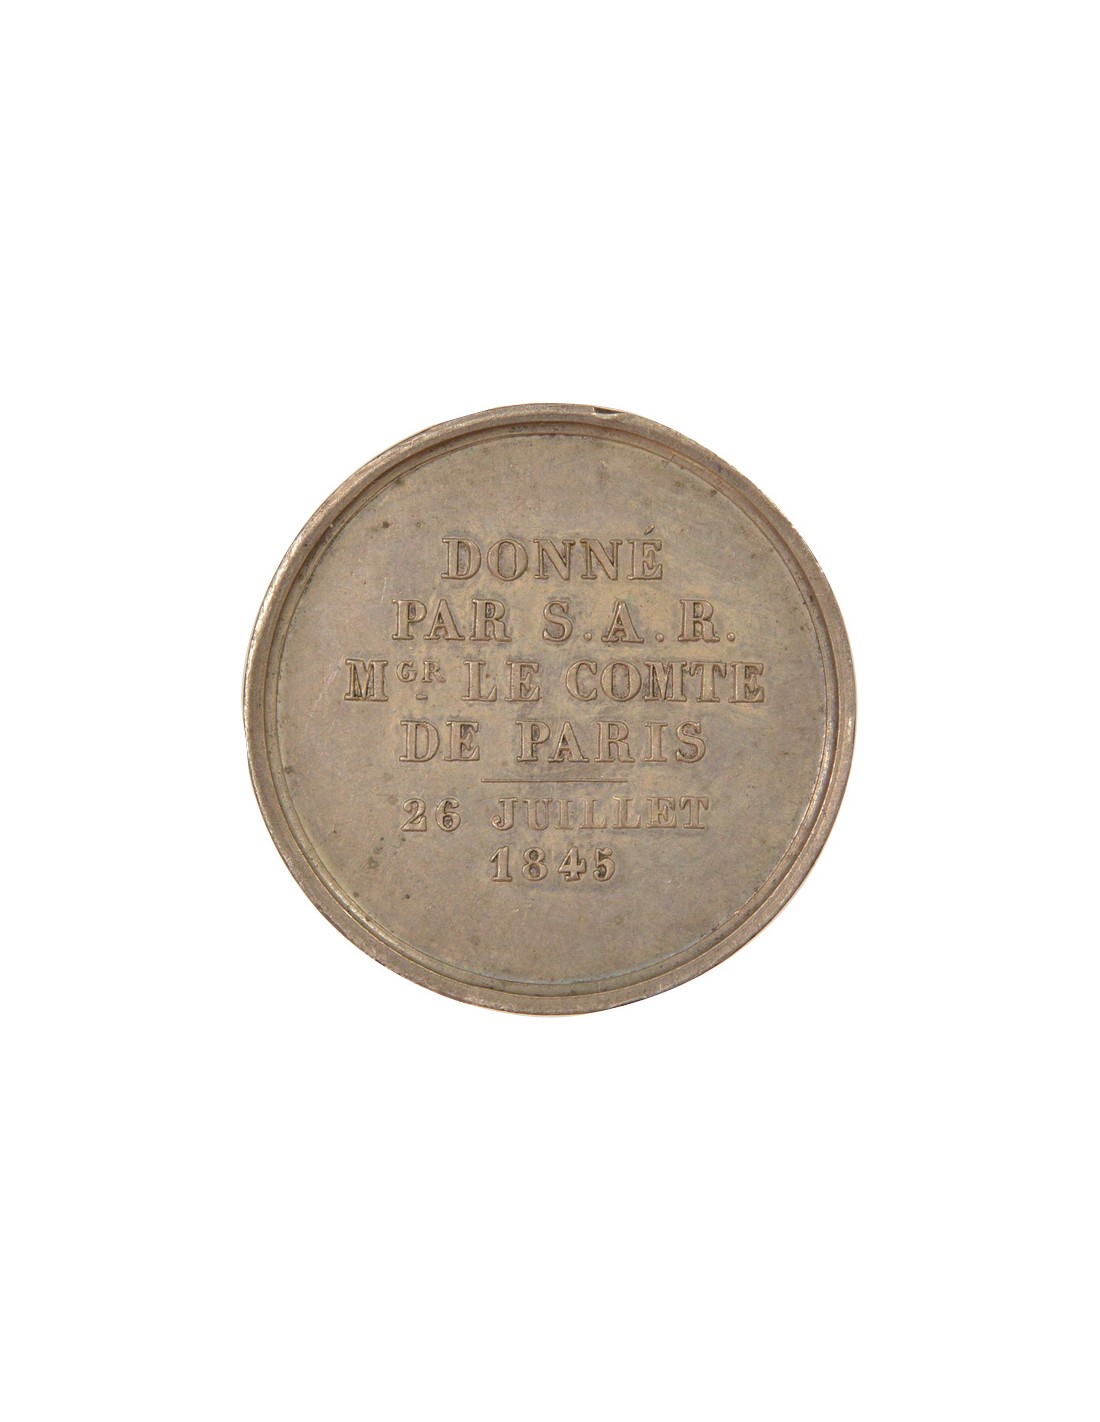 DONNÉ
PAR S.A.R.
MGR LE COMTE
DE PARIS
26 JUILLET
1845